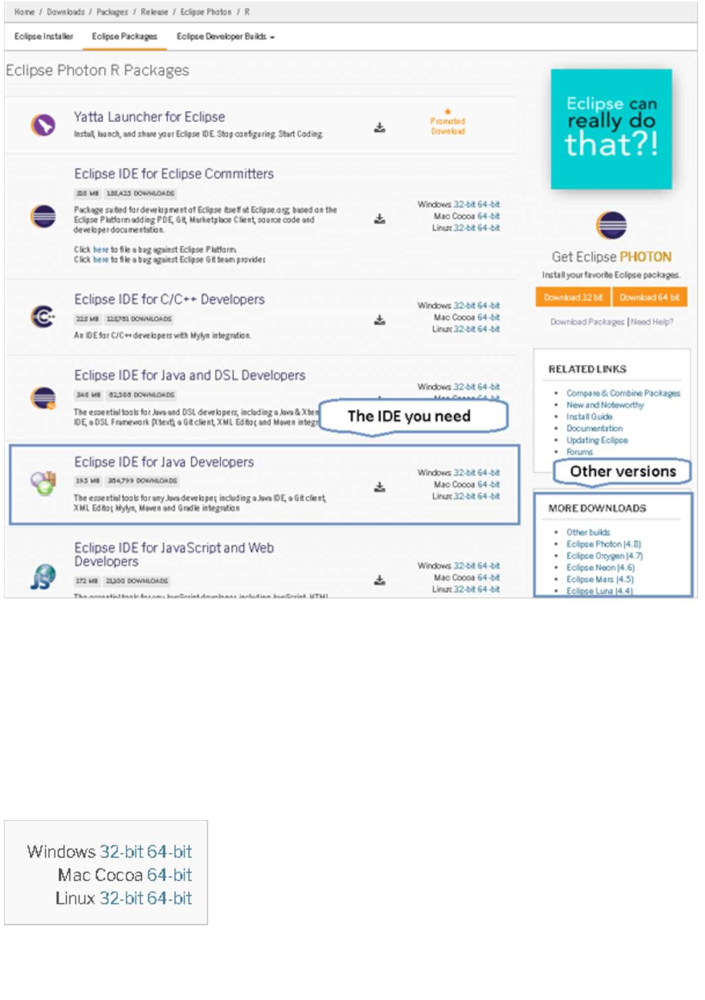 Home / Downloads / Packages / Release / Eclipse Photon / R
Eclipse Installer Eclipse Packages Eclipse Developer Builds
Eclipse Photon R Packages
Yatta Launcher for Eclipse
Install, launch, and share your Eclipse IDE. Stop configuring. Start Coding.
Promoted
Download
Eclipse IDE for Eclipse Committers
MB DOWNLOADS
Package suited for development of Eclipse itself at Eclipse.org, based on the
Eclipse Platform adding PDE, Git, Marketplace Client, source code and
developer documentation.
Click here to file a bug against Eclipse Platform.
Click here to file a bug against Eclipse Git team provider.
Windows 32-bit 64-bit
Mac Cocoa 64-bit
Linux 32-bit 64-bit
Eclipse IDE for C/C++ Developers
MB DOWNLOADS
An IDE for C/C++ developers with Mylyn integration.
Windows 32-bit 64-bit
Mac Cocoa 64-bit
Linux 32-bit 64-bit
Eclipse IDE for Java and DSL Developers
MB DOWNLOADS
The essential tools for Java and DSL developers, including a Java & Xten
IDE, a DSL Framework (Xtext), a Git client, XML Editor, and Maven integr
Windows 32-bit 64-bit
Mac Cocoa 64-bit
The IDE you need
Eclipse IDE for Java Developers
195 MB DOWNLOADS
The essential tools for any Java developer, including a Java IDE, a Git client,
XML Editor, Mylyn, Maven and Gradle integration
Windows 32-bit 64-bit
Mac Cocoa 64-bit
Linux 32-bit 64-bit
Eclipse IDE for JavaScript and Web
Developers
172 MB DOWNLOADS
The essential tools for any JavaScript developer, including JavaScript, HTML,
Windows 32-bit 64-bit
Mac Cocoa 64-bit
Linux 32-bit 64-bit
Eclipse can
really do
that?!
Get Eclipse PHOTON
Install your favorite Eclipse packages.
Download 32 bit Download 64 bit
Download Packages | Need Help?
RELATED LINKS
Compare & Combine Packages
New and Noteworthy
Install Guide
Documentation
Updating Eclipse
Forums
Other versions
MORE DOWNLOADS
Other builds
Eclipse Photon (4.8)
Eclipse Oxygen (4.7)
Eclipse Neon (4.6)
Eclipse Mars (4.5)
Eclipse Luna (4.4)
Windows 32-bit 64-bit
Mac Cocoa 64-bit
Linux 32-bit 64-bit